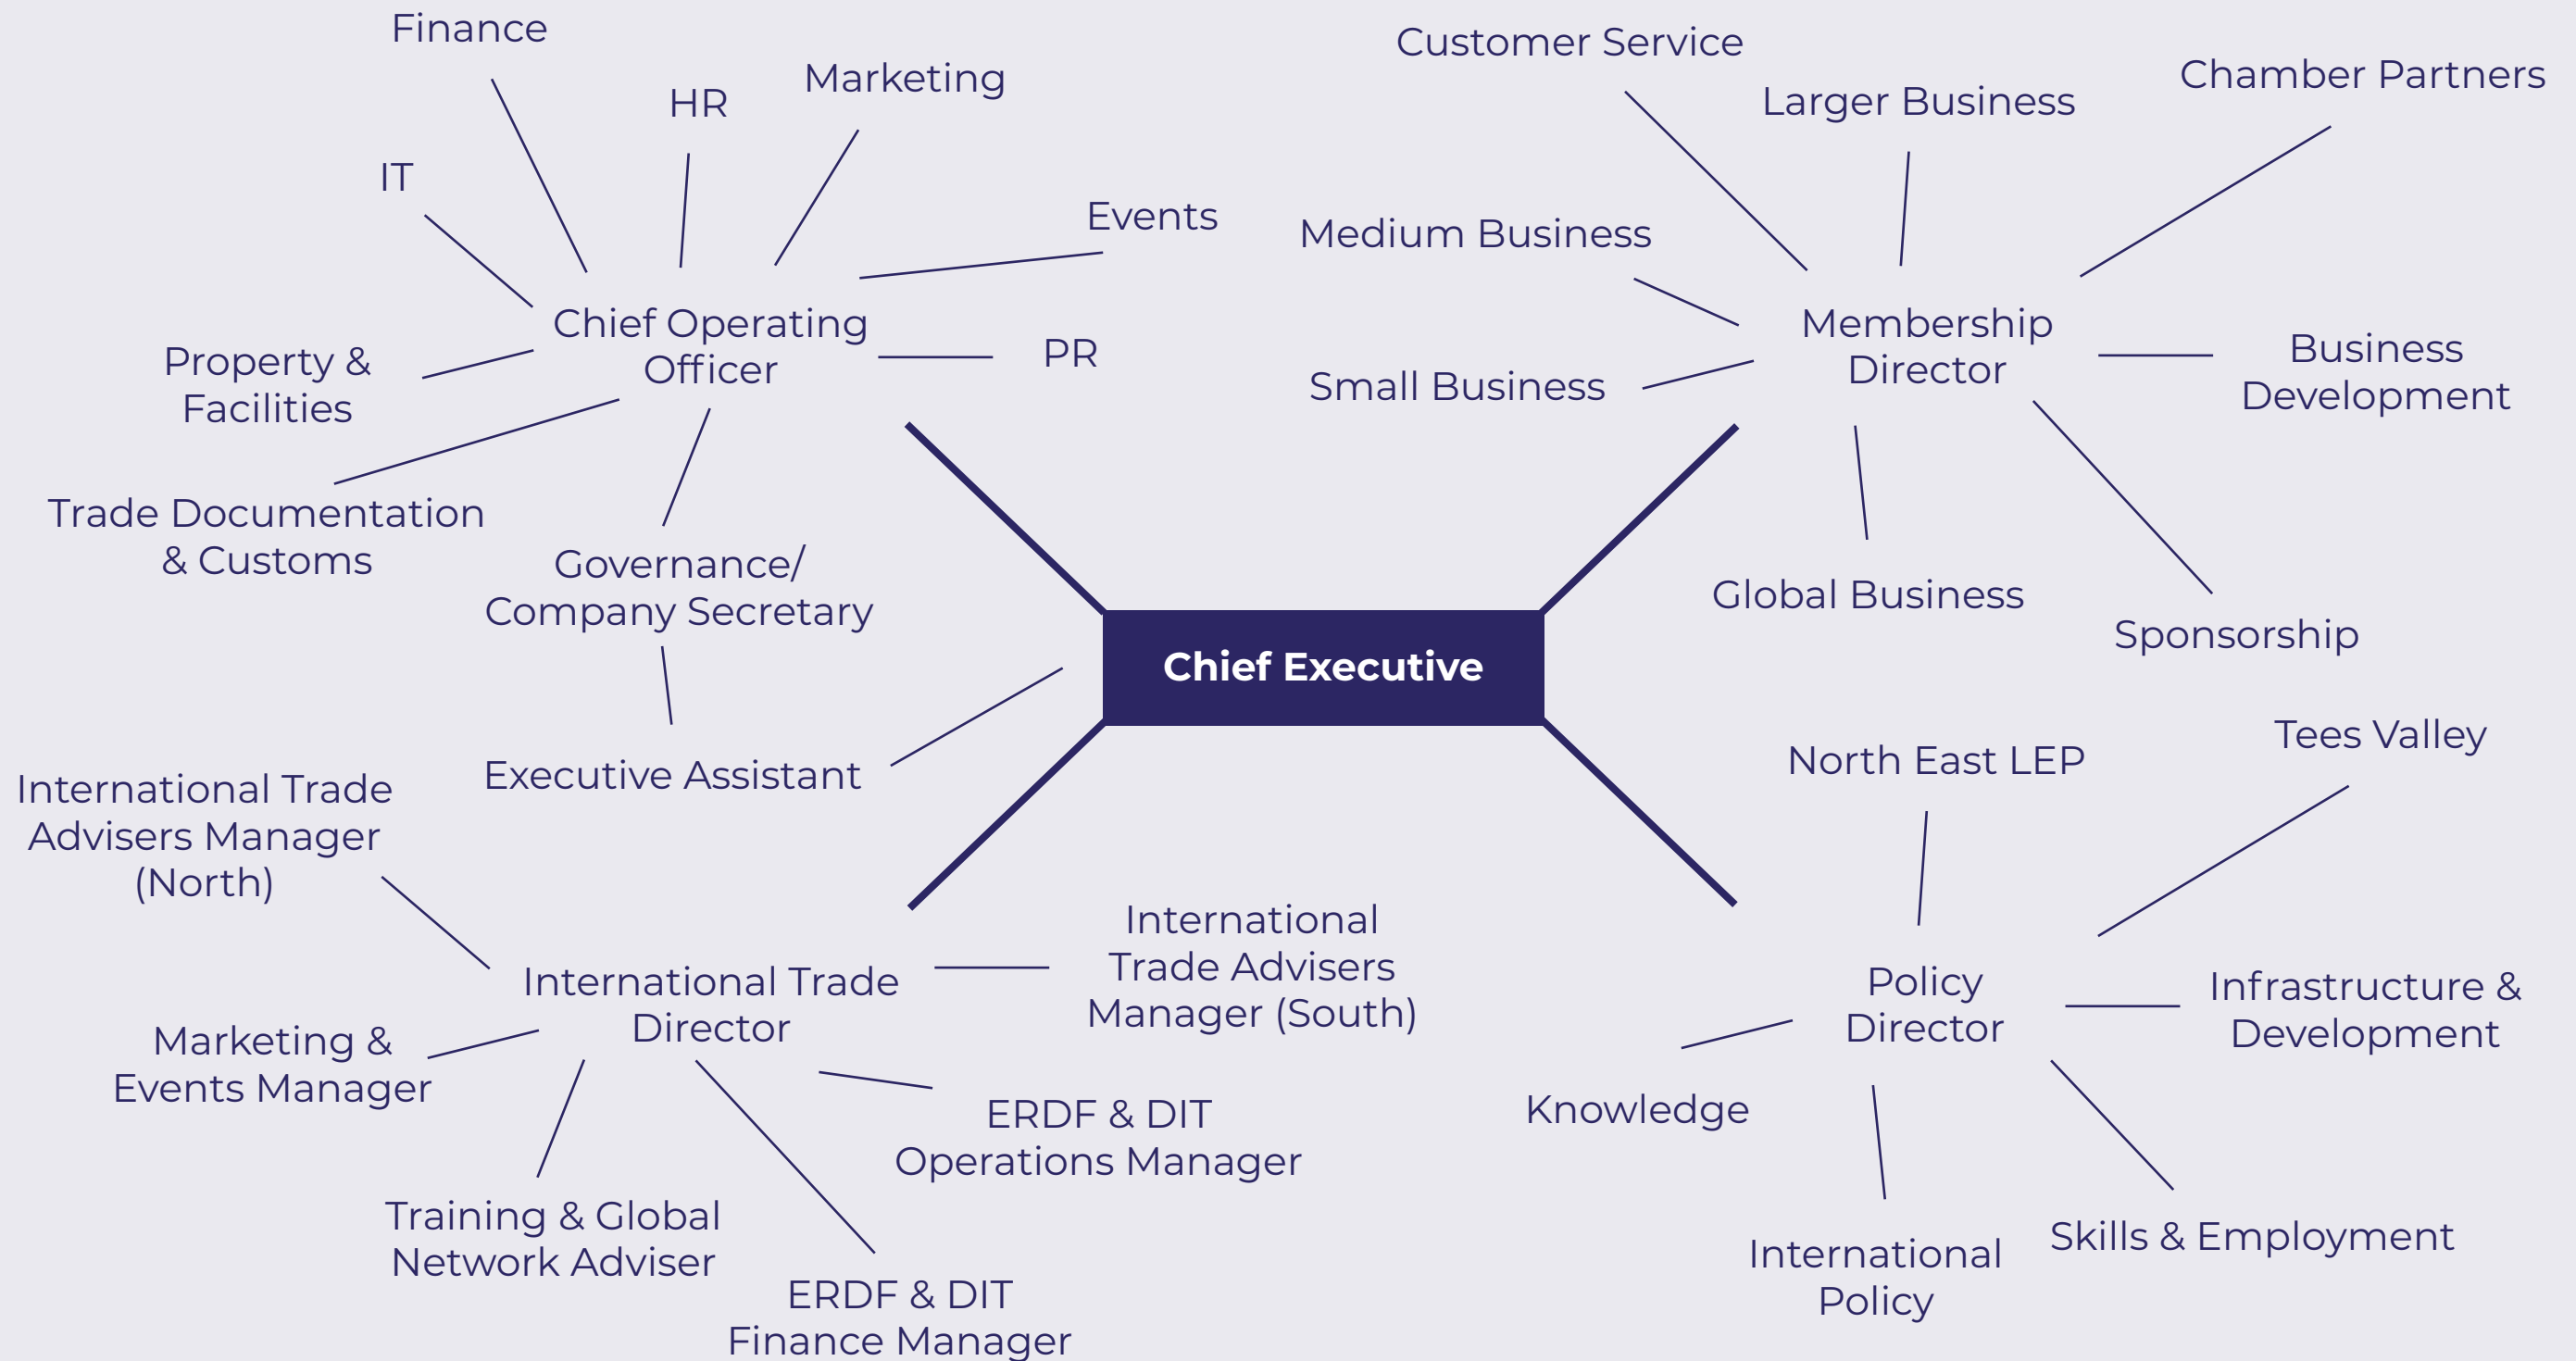 Finance
HR
Marketing
IT
Events
Property &
Facilities
Chief Operating
Officer
PR
Trade Documentation
& Customs
Governance/
Company Secretary
Executive Assistant
Customer Service
Larger Business
Chamber Partners
Medium Business
Small Business
Membership
Director
Business
Development
Global Business
Sponsorship
Chief Executive
International Trade
Advisers Manager
(North)
International Trade
Director
International
Trade Advisers
Manager (South)
Marketing &
Events Manager
ERDF & DIT
Operations Manager
Training & Global
Network Adviser
ERDF & DIT
Finance Manager
North East LEP
Tees Valley
Policy
Director
Infrastructure &
Development
Knowledge
International
Policy
Skills & Employment